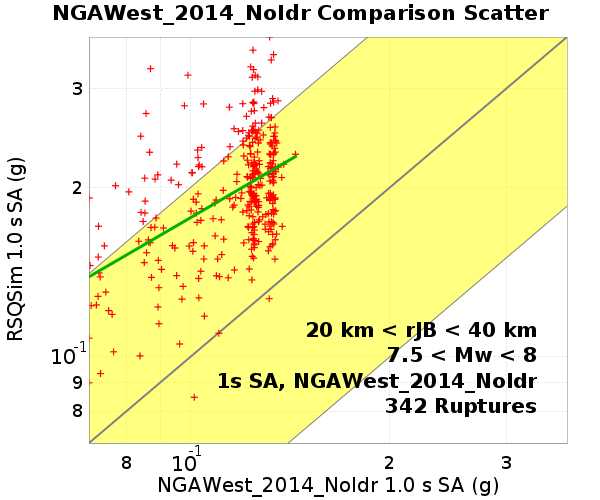 NGAWest_2014_NoIdr Comparison Scatter
RSQSim 1.0 s SA (g)
3
2
10^-1
9
8
20 km < rJB < 40 km
7.5 < Mw < 8
1s SA, NGAWest_2014_NoIdr
342 Ruptures
8 10^-1 2 3
NGAWest_2014_NoIdr 1.0 s SA (g)